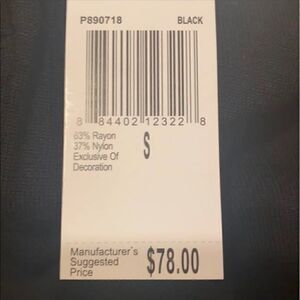 P890718 BLACK
8 84402 12322 8
63% Rayon
37% Nylon
Exclusive Of
Decoration
S
Manufacturer's
Suggested
Price
$78.00